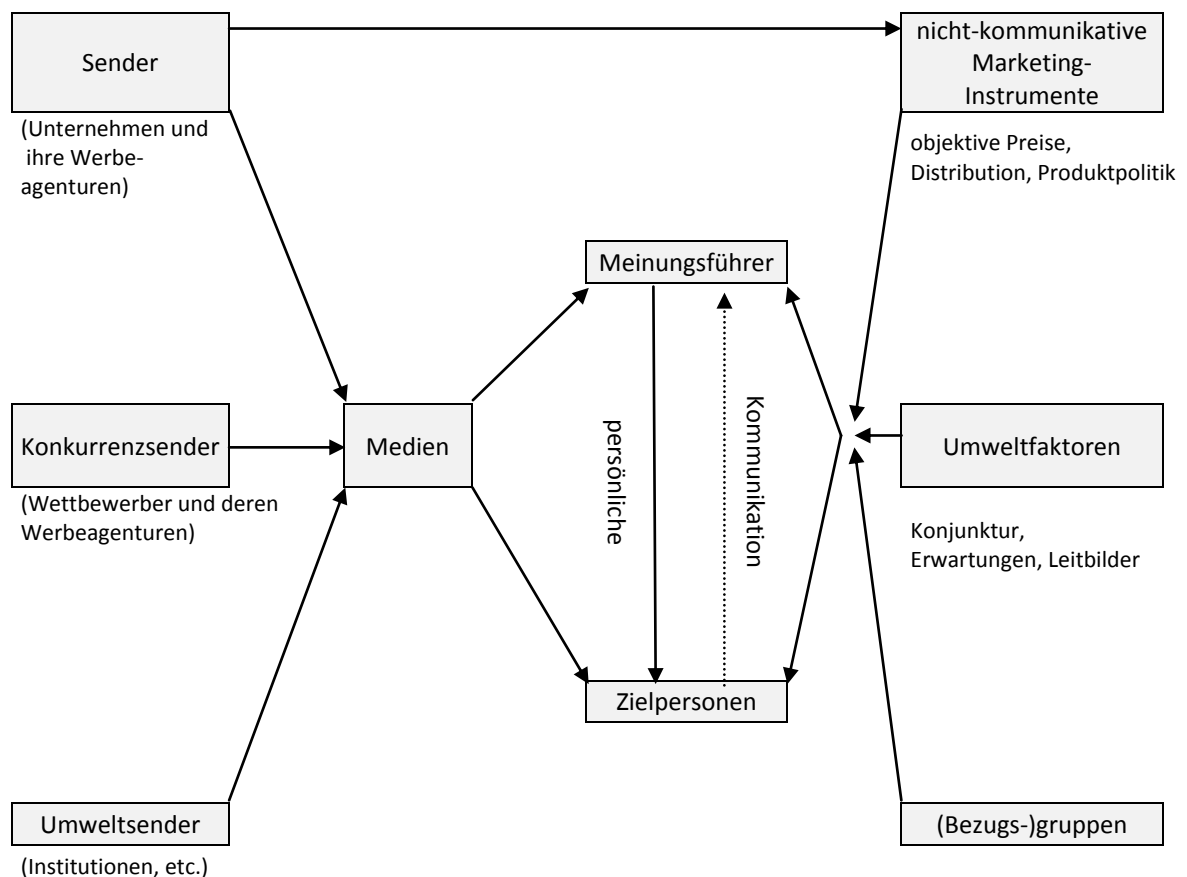 Sender
(Unternehmen und
ihre Werbe-
agenturen)
nicht-kommunikative
Marketing-
Instrumente
objektive Preise,
Distribution, Produktpolitik
Meinungsführer
persönliche
Kommunikation
Konkurrenzsender
(Wettbewerber und deren
Werbeagenturen)
Medien
Umweltfaktoren
Konjunktur,
Erwartungen, Leitbilder
Zielpersonen
Umweltsender
(Institutionen, etc.)
(Bezugs-)gruppen